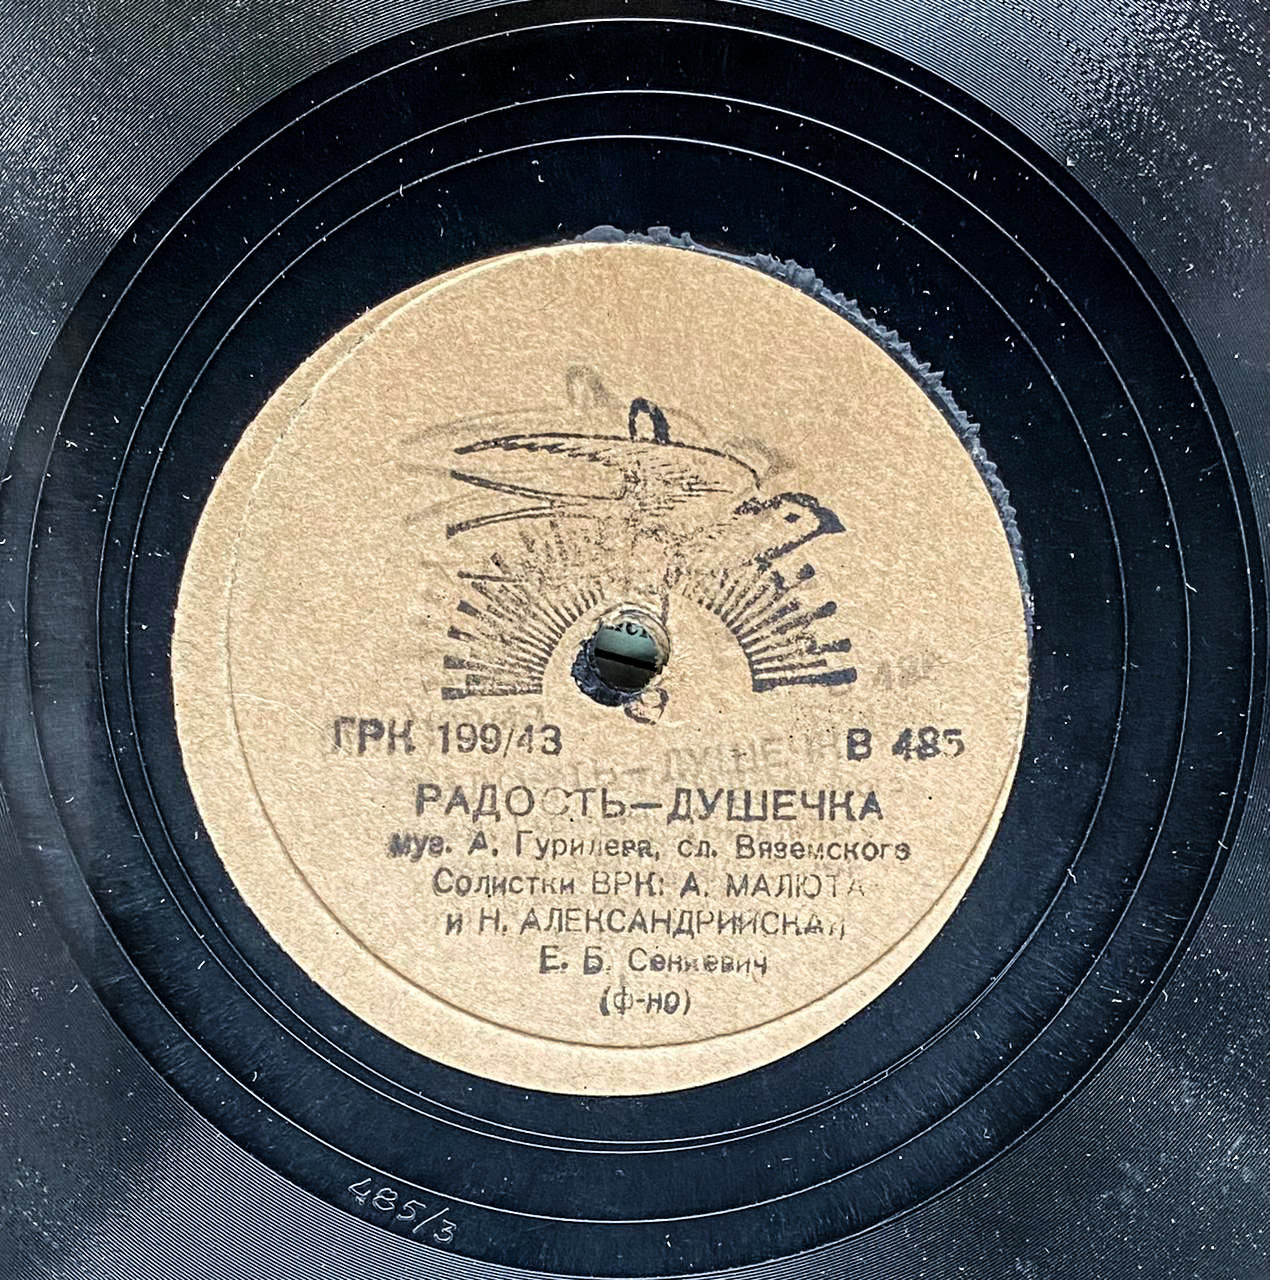 ГРК 199/43 В 485
РАДОСТЬ—ДУШЕЧКА
муз. А. Гурилева, сл. Вяземского
Солистки ВРК: А. МАЛЮТА
и Н. АЛЕКСАНДРИЙСКАЯ
Е. Б. Сенкевич
(ф-но)
485/3